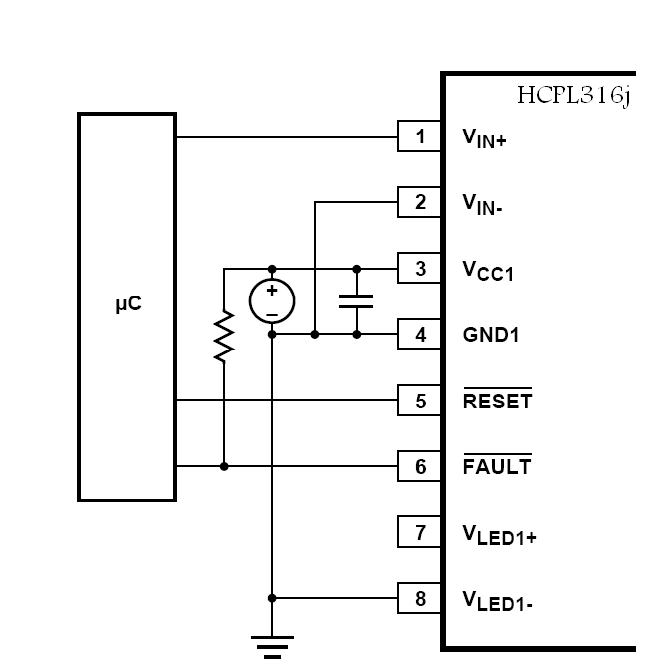 HCPL316j
1 VIN+
2 VIN-
3 VCC1
+
µC
−
4 GND1
5 RESET
6 FAULT
7 VLED1+
8 VLED1-